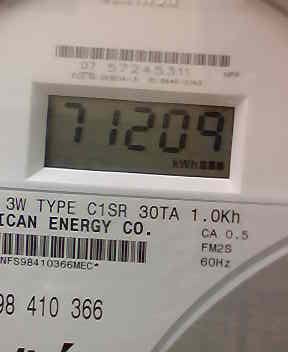 07 57245311
71209
kWh
3W TYPE C1SR 30TA 1.0Kh
ICAN ENERGY CO.
CA 0.5
FM2S
60Hz
NFS98410366MEC*
98 410 366